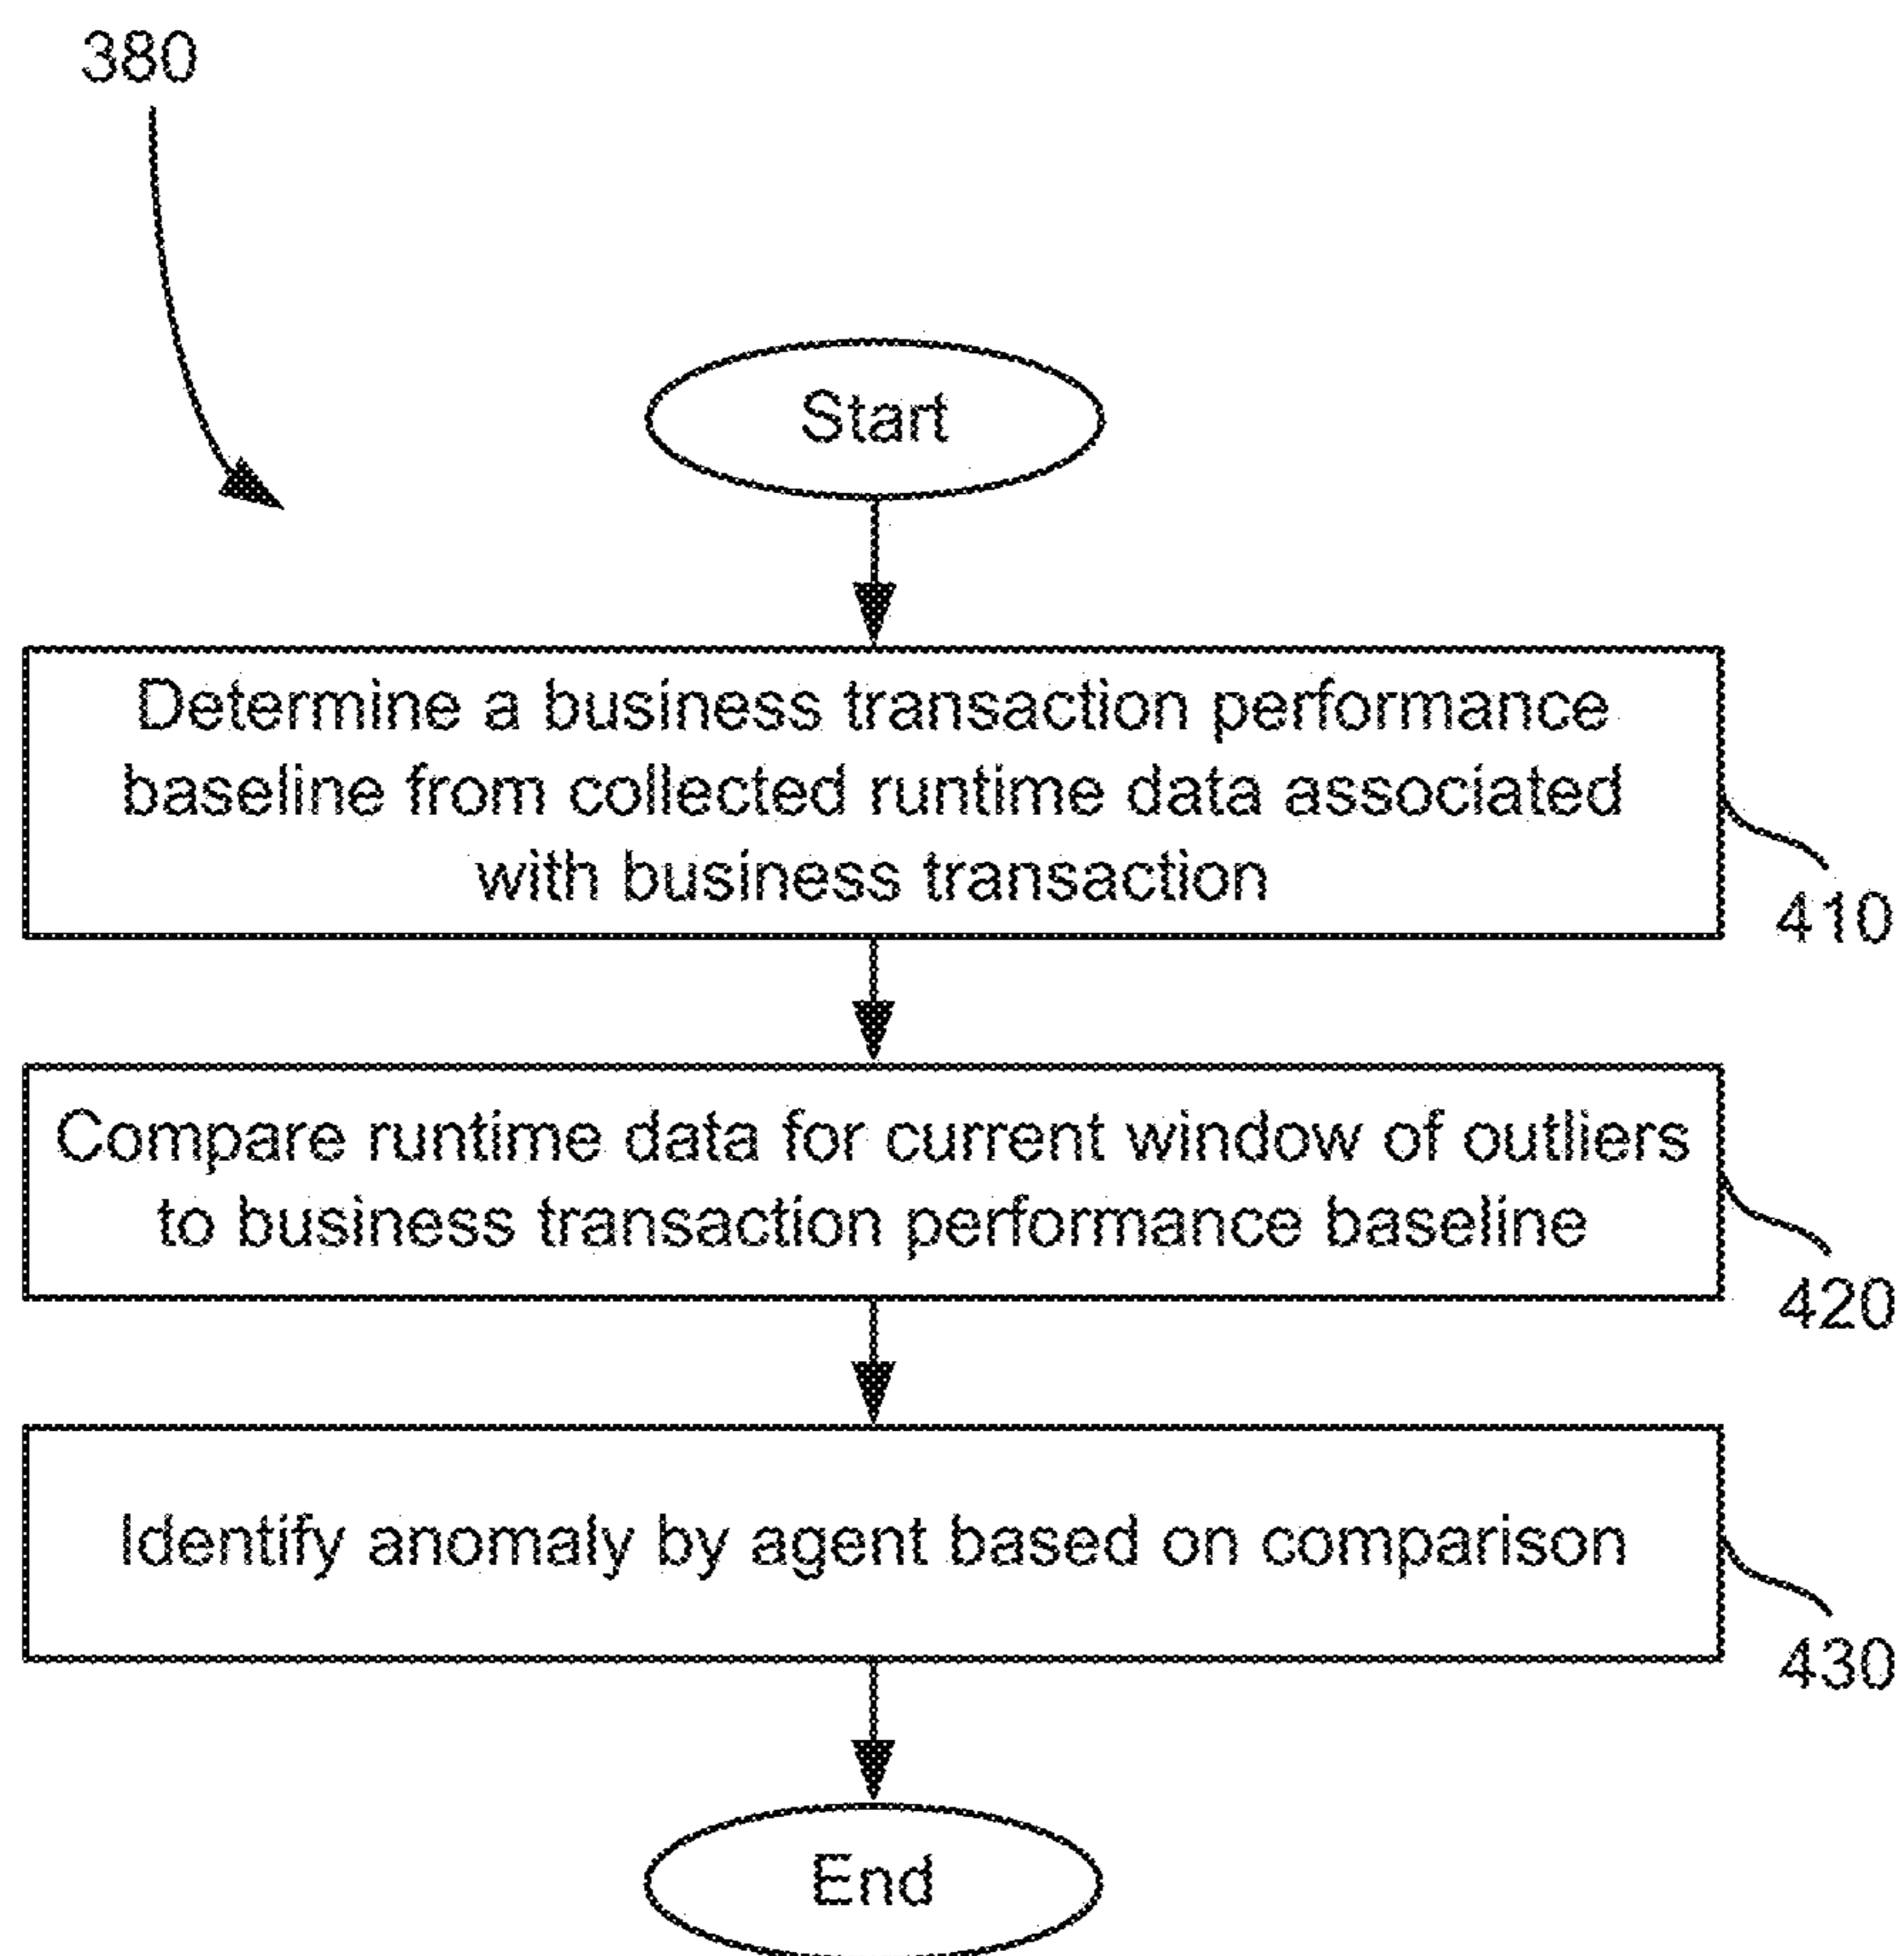 380
Start
Determine a business transaction performance
baseline from collected runtime data associated
with business transaction
410
Compare runtime data for current window of outliers
to business transaction performance baseline
420
Identify anomaly by agent based on comparison
430
End